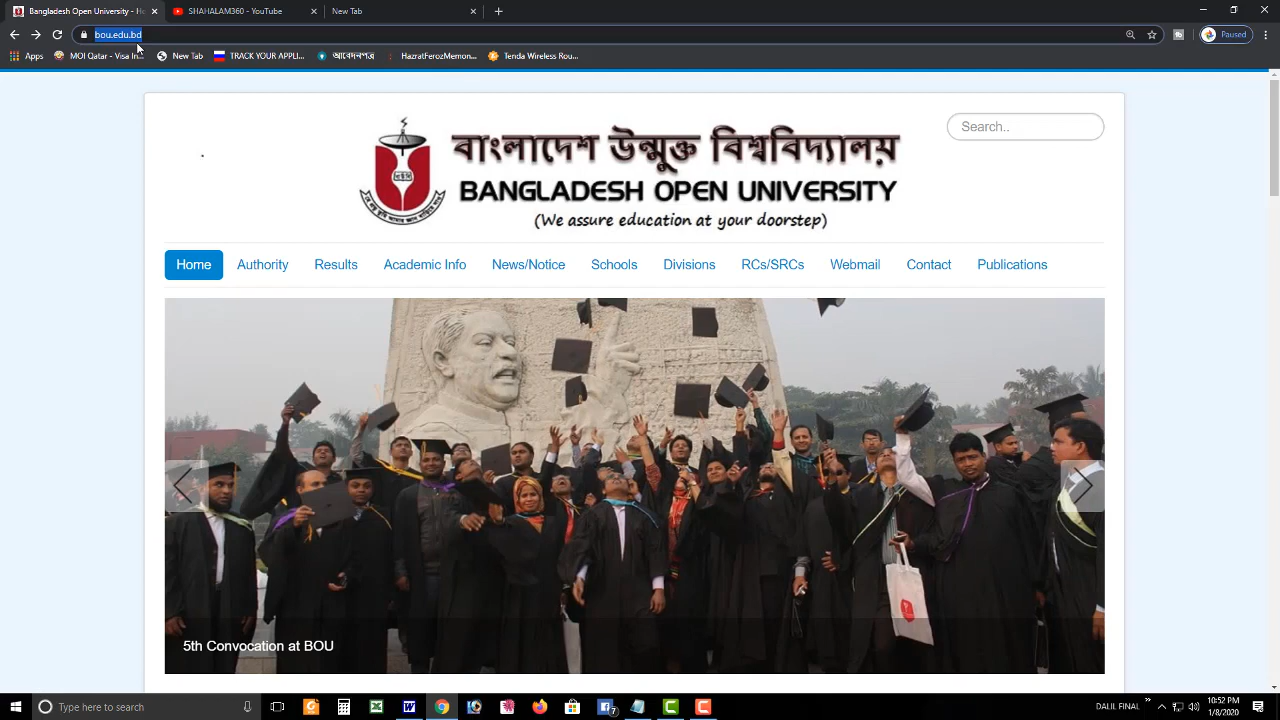 Bangladesh Open University - Ho
SHAHALAM360 - YouTube
New Tab
bou.edu.bd
Paused
Apps
MOI Qatar - Home
New Tab
TRACK YOUR APPLI...
HazratFerozMemon...
Tenda Wireless Rou...
বাংলাদেশ উন্মুক্ত বিশ্ববিদ্যালয়
Search..
BANGLADESH OPEN UNIVERSITY
(We assure education at your doorstep)
Home
Authority
Results
Academic Info
News/Notice
Schools
Divisions
RCs/SRCs
Webmail
Contact
Publications
5th Convocation at BOU
Type here to search
7
DALIL FINAL
10:52 PM
1/8/2020